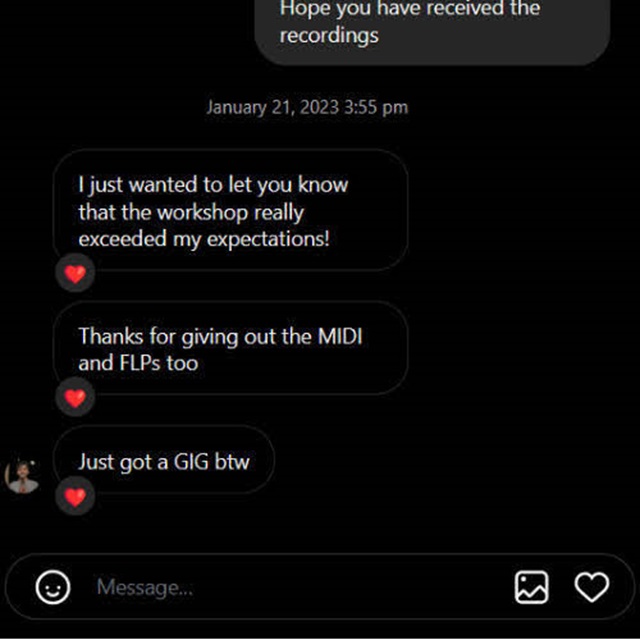 Hope you have received the
recordings
January 21, 2023 3:55 pm
I just wanted to let you know
that the workshop really
exceeded my expectations!
Thanks for giving out the MIDI
and FLPs too
Just got a GIG btw
Message...